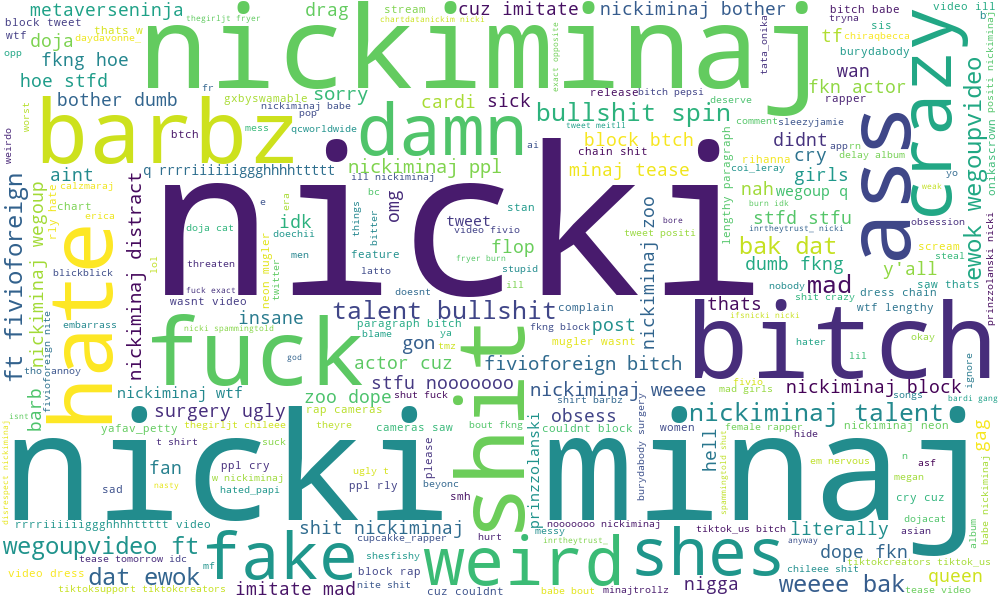 metaverseninja
thegirljt fryer
drag
stream
chartdatanickim nicki
cuz imitate
nickiminaj bother
tryna
bitch babe
video ill
block tweet
wtf
thats w
daydavonne_
nickiminaj
exact opposite
tata_onika
tf
sis
chiraqbecca
opp
doja
fkng hoe
hoe stfd
burydabody
wan
fkn actor
crazy
ewok wegoupvideo
onikascrown positi nickiminaj
weirdo
worst
bother dumb
btch
fr
gxbyswamable
nickiminaj babe
sorry
pop
mess
qcworldwide
cardi
sick
release
bitch pepsi
deserve
rapper
bullshit spin
tweet meitll
comment
sleezyjamie
barbz
damn
ai
block btch
didnt
app
rn
ass
q rrrriiiiiiggghhhhttttt
nickiminaj ppl
chain shit
minaj tease
rihanna
cry
delay album
aint
calzmaraj
ill nickiminaj
coi_leray
girls
yo
weak
nicki
ft fivioforeign
barb nickiminaj wegoup
rly hate
chart
erica
hate
nickiminaj distract
e
era
things
bc
bitter
omg
stan
nah
wegoup q
burn idk
obsession
lengthy paragraph
doja cat
idk
doechii
tweet
video fivio
bore
tweet positi
stfd stfu
inrtheytrust_ nicki
scream
lol
men
feature
flop
fryer burn
nickiminaj zoo
bak dat
steal
blickblick
threaten
neon mugler
twitter
latto
stupid
dumb fkng
y'all
saw thats
fuck exact
doesnt
ill
nobody
mad
shit crazy
dress chain
prinzzolanski nicki
wasnt video
talent bullshit
complain
thats
wtf lengthy
embarrass
insane
paragraph bitch
fkng block
post
ifsnicki nicki
nicki spammingtold
blame
ya
gon
tmz
mugler wasnt
hater
okay
fivioforeign nite
tho
annoy
fuck
god
actor cuz
fivioforeign bitch
lil
bitch
ignore
stfu nooooooo
fivio
mad girls
nickiminaj wtf
zoo dope
shut fuck
shit
nickiminaj weeee
nickiminaj block
songs
bardi gang
isnt
surgery ugly
rap cameras
shirt barbz
obsess
nickiminaj talent
yafav_petty
thegirljt chileee
theyre
cameras saw
bout fkng
couldnt block
women
female rapper
nickiminaj neon
gag
t shirt
suck
please
prinzzolanski
burydabody surgery
hell
hide
disrespect nickiminaj
nicki minaj
fan
ppl cry
w nickiminaj
ugly t
ppl rly
beyonc
em nervous
n
asf
megan
sad
nasty
hated_papi
smh
spammingtold shut
cry cuz
babe nickiminaj
rrrriiiiiiggghhhhttttt video
shit nickiminaj
nooooooo nickiminaj
tiktok_us bitch
literally
dojacat
asian
album
cupcakke_rapper
hurt
messy
inrtheytrust_
anyway
wegoupvideo ft
fake
shesfishy
weird
shes
dope fkn
tease tomorrow idc
mf
chileee shit
tiktokcreators tiktok_us
video dress
dat ewok
block rap
nigga
weeee bak
queen
tiktoksupport tiktokcreators
imitate mad
nite shit
cuz couldnt
babe bout
minajtrollz
tease video